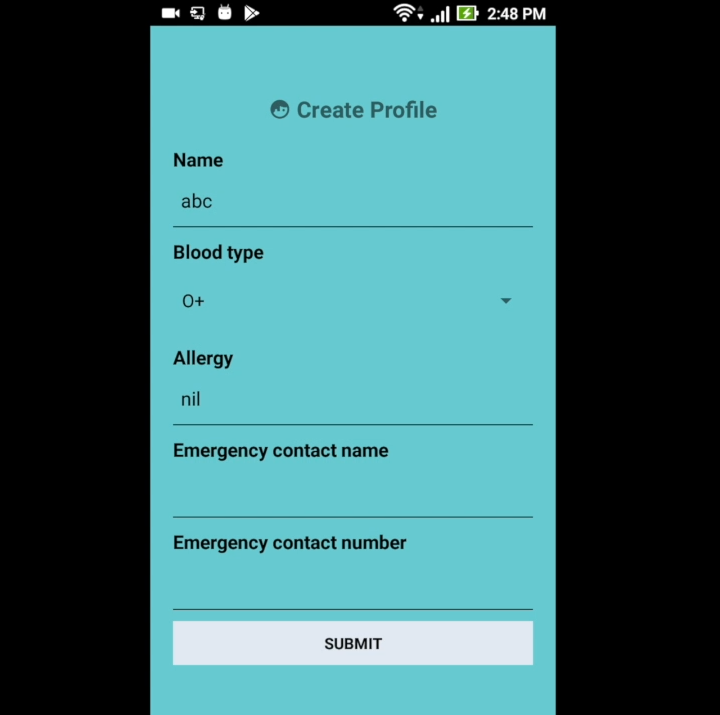 2:48 PM
Create Profile
Name
abc
Blood type
O+
Allergy
nil
Emergency contact name
Emergency contact number
SUBMIT